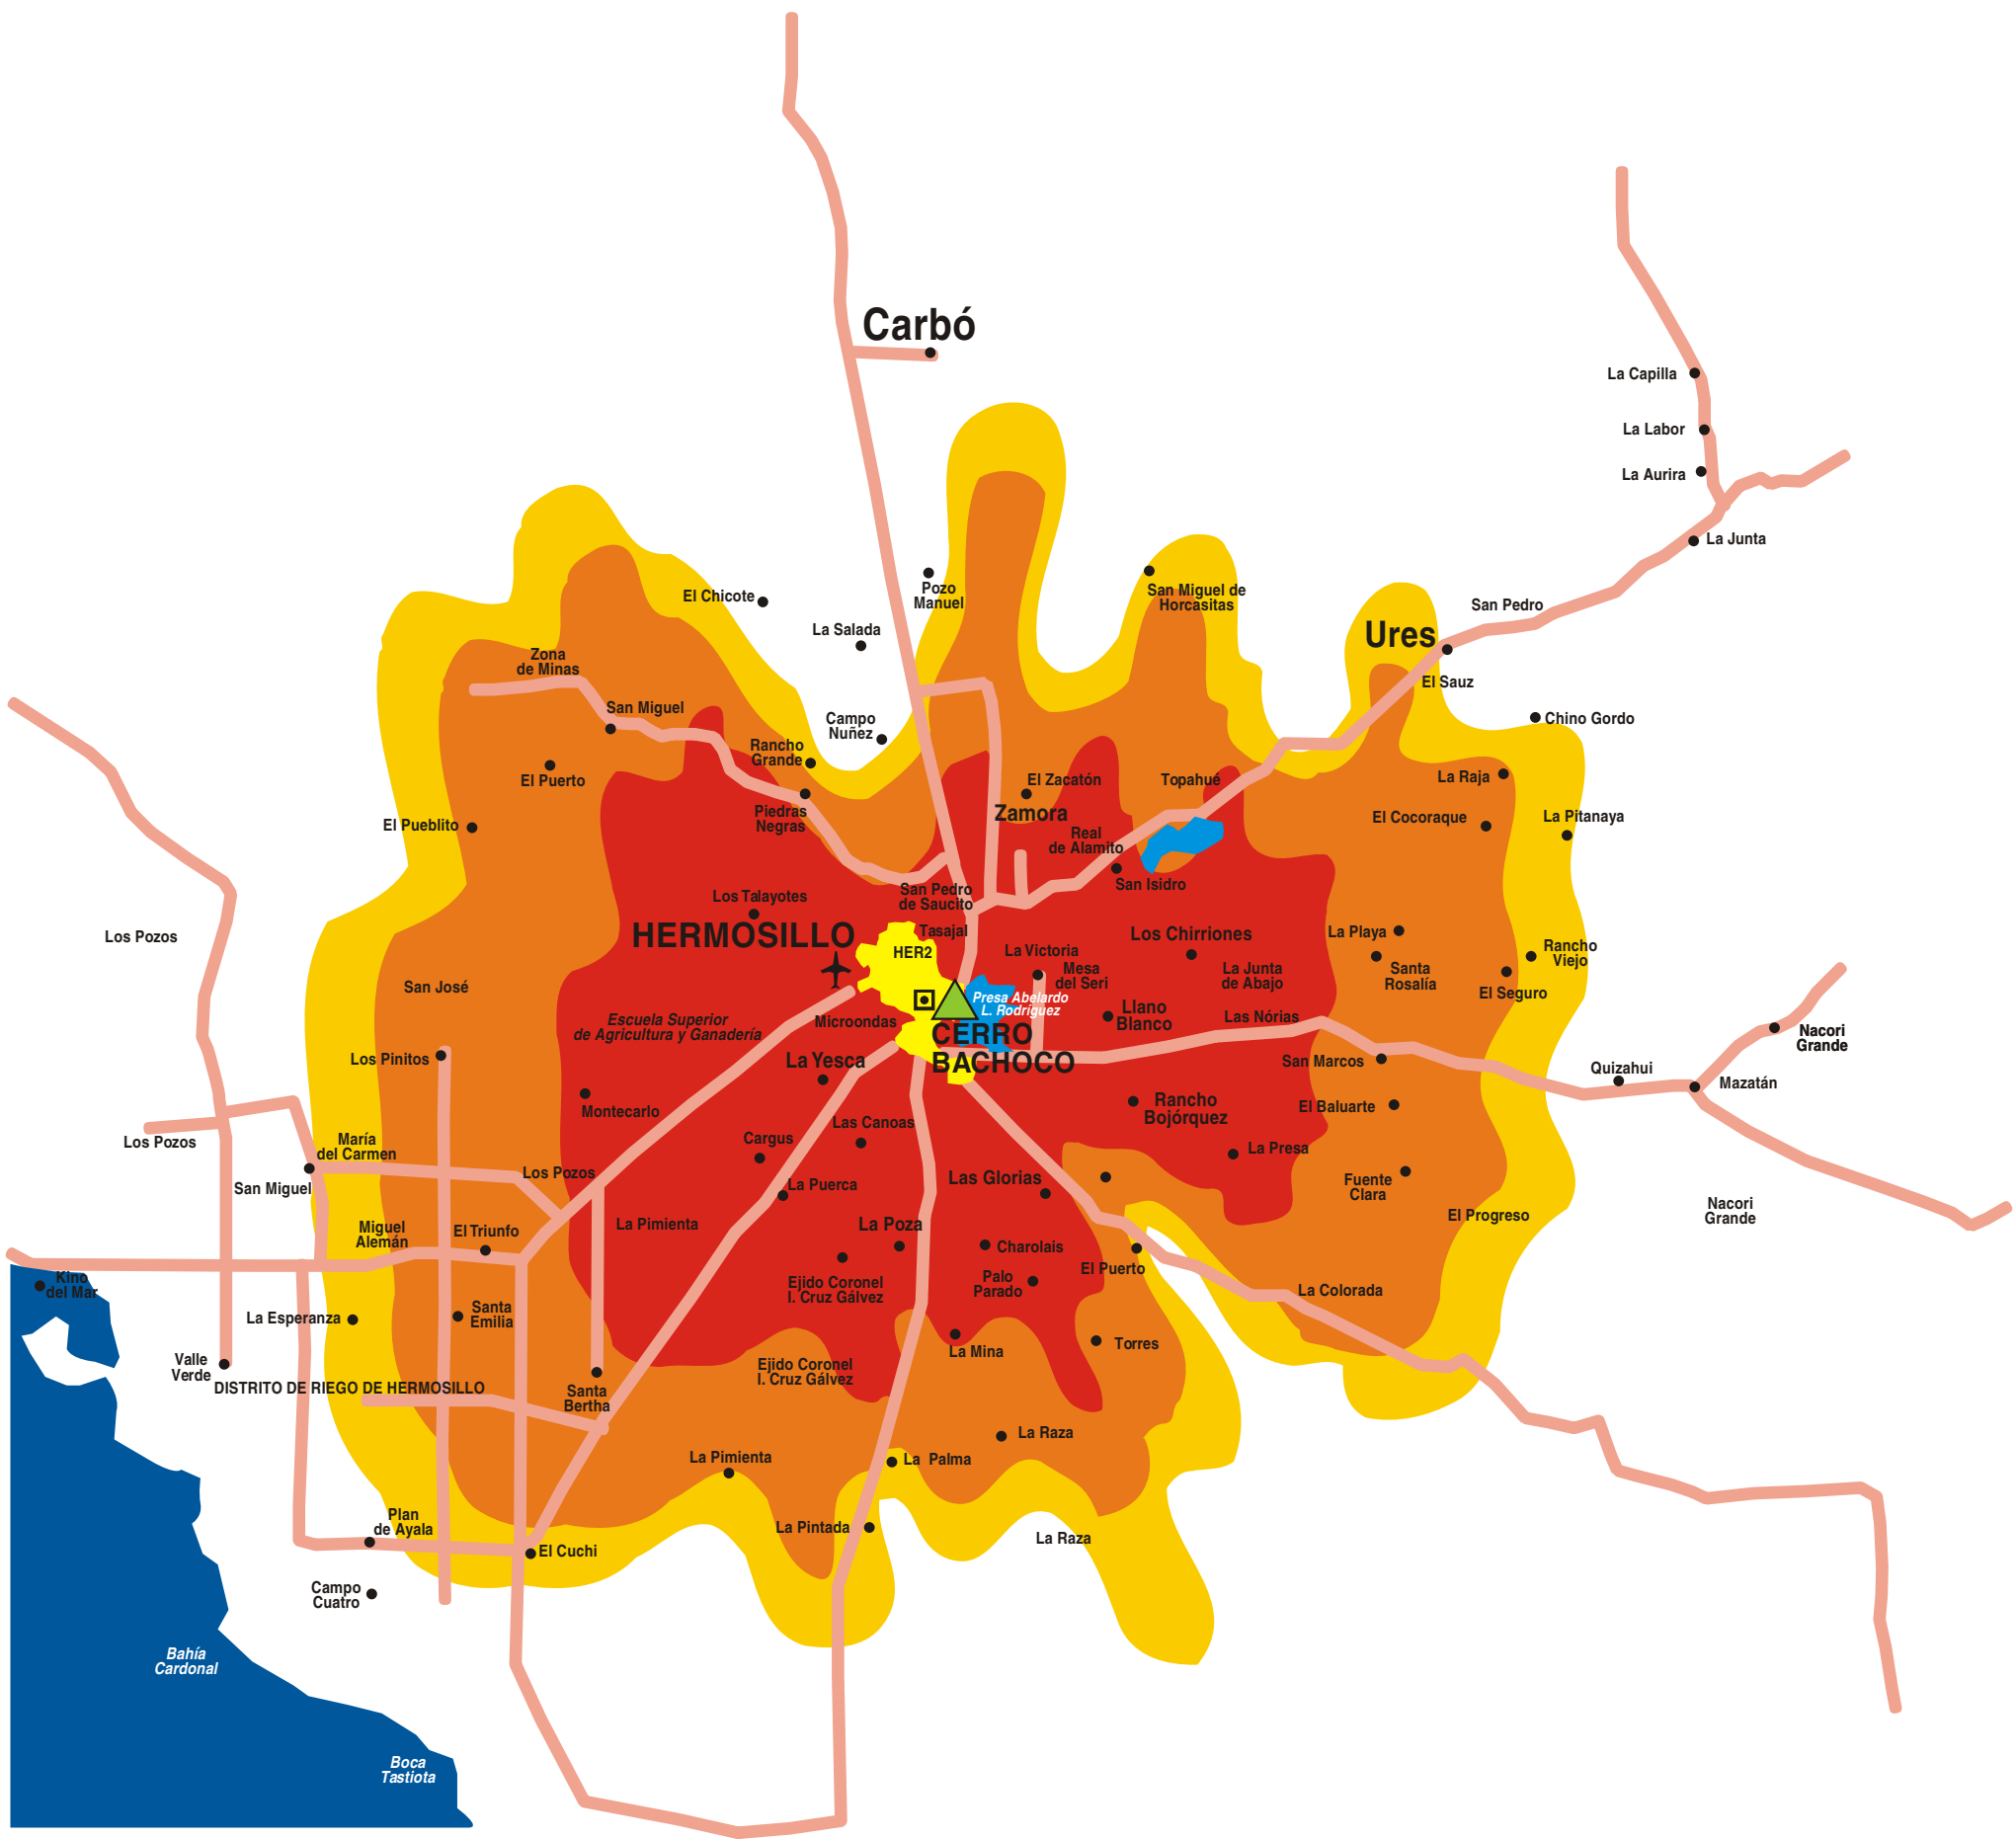 Carbó
La Capilla
La Labor
La Aurira
La Junta
El Chicote
Pozo
Manuel
San Miguel de
Horcasitas
San Pedro
La Salada
Ures
Zona
de Minas
El Sauz
San Miguel
Campo
Nuñez
Chino Gordo
Rancho
Grande
El Puerto
El Zacatón
Topahué
La Raja
Piedras
Negras
Zamora
El Pueblito
Real
de Alamito
El Cocoraque
La Pitanaya
San Isidro
San Pedro
de Saucito
Los Talayotes
HERMOSILLO
Tasajal
HER2
La Victoria
Los Chirriones
La Playa
Rancho
Viejo
Los Pozos
Mesa
del Seri
La Junta
de Abajo
Santa
Rosalía
El Seguro
San José
Presa Abelardo
L. Rodríguez
Escuela Superior
de Agricultura y Ganadería
Microondas
Llano
Blanco
Las Nórias
CERRO
BACHOCO
Nacori
Grande
Los Pinitos
La Yesca
San Marcos
Quizahui
Mazatán
Montecarlo
Rancho
Bojórquez
El Baluarte
Las Canoas
Cargus
Los Pozos
María
del Carmen
La Presa
Los Pozos
San Miguel
La Puerca
Las Glorias
Fuente
Clara
Nacori
Grande
La Pimienta
La Poza
El Progreso
Miguel
Alemán
El Triunfo
Charolais
El Puerto
Kino
del Mar
Ejido Coronel
I. Cruz Gálvez
Palo
Parado
La Colorada
La Esperanza
Santa
Emilia
La Mina
Torres
Valle
Verde
Ejido Coronel
I. Cruz Gálvez
DISTRITO DE RIEGO DE HERMOSILLO
Santa
Bertha
La Raza
La Pimienta
La Palma
Plan
de Ayala
La Pintada
La Raza
El Cuchi
Campo
Cuatro
Bahía
Cardonal
Boca
Tastiota